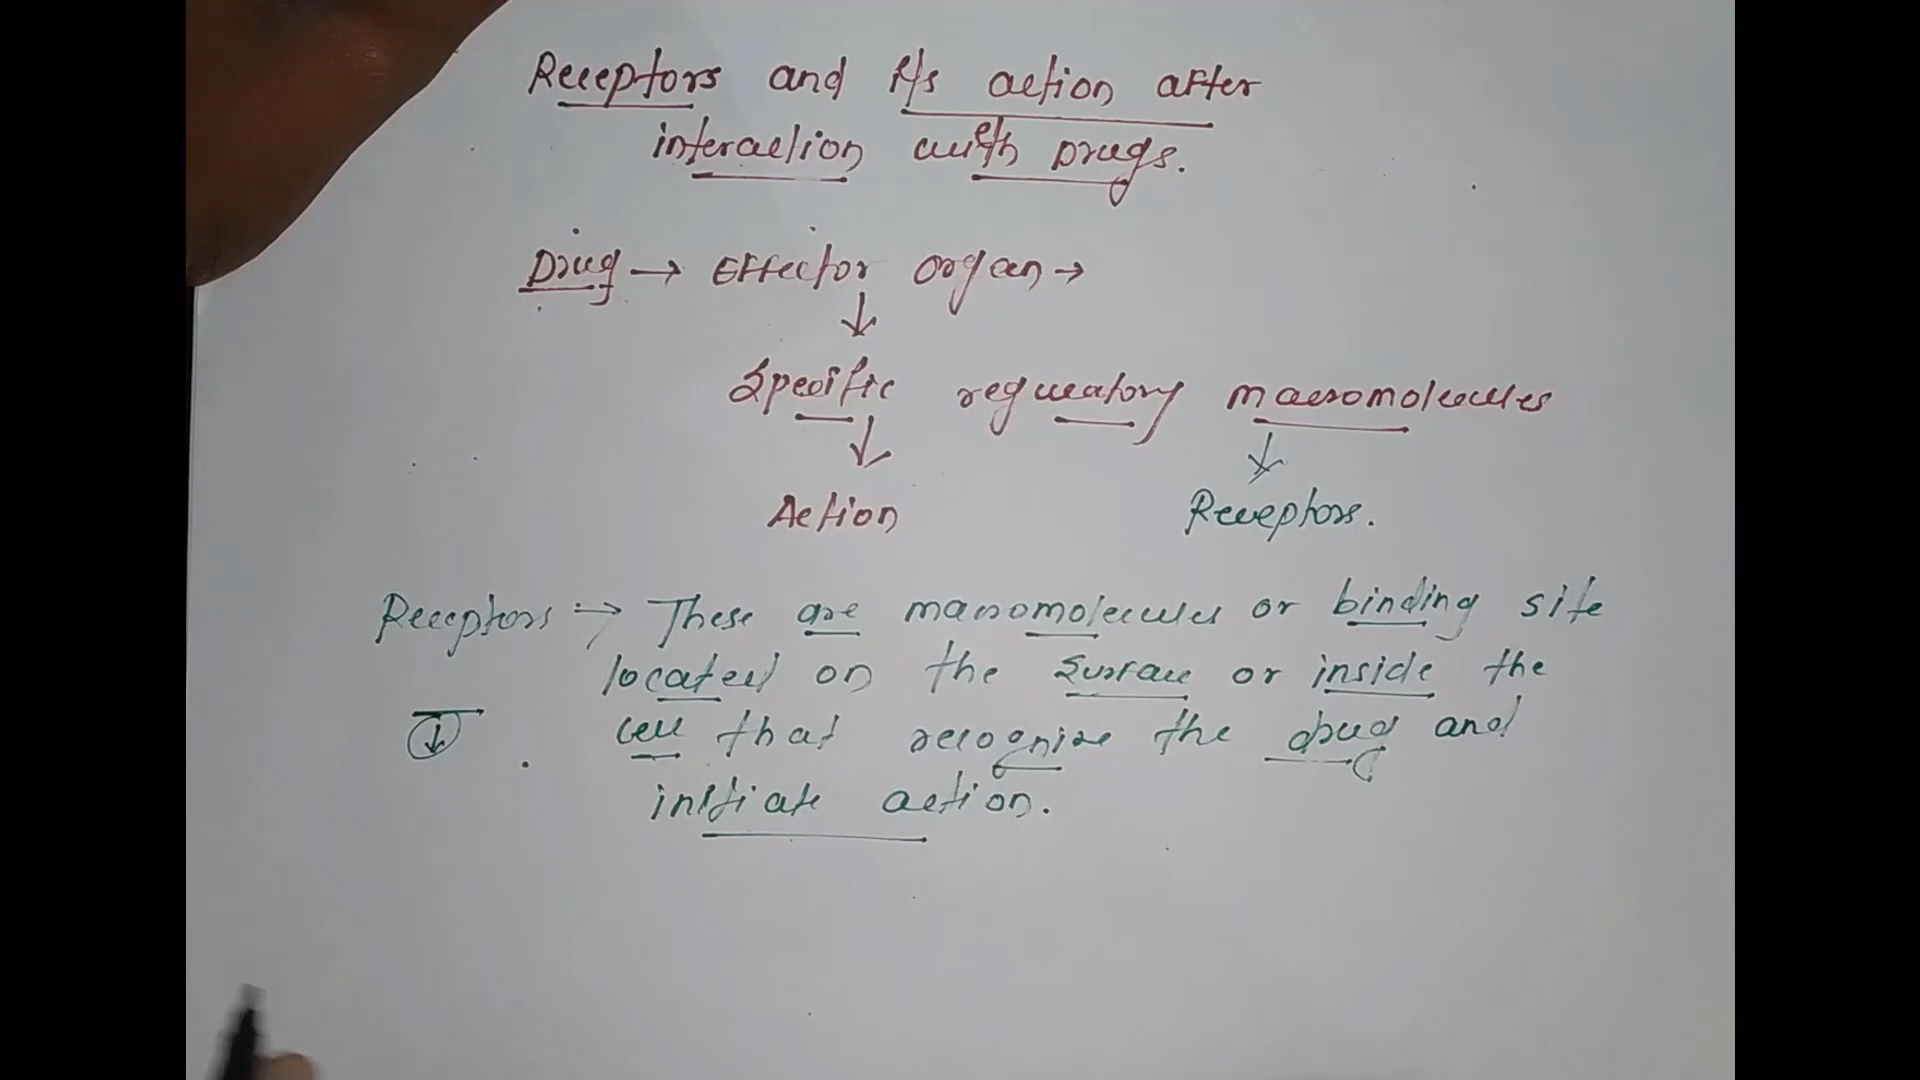 Receptors and its action after
interaction with Drugs.
Drug → Effector organ →
↓
Specific regulatory macromolecules
↓ ↓
Action Receptors.
Receptors :→ These are macromolecules or binding site
located on the surface or inside the
cell that recognize the drug and
initiate action.